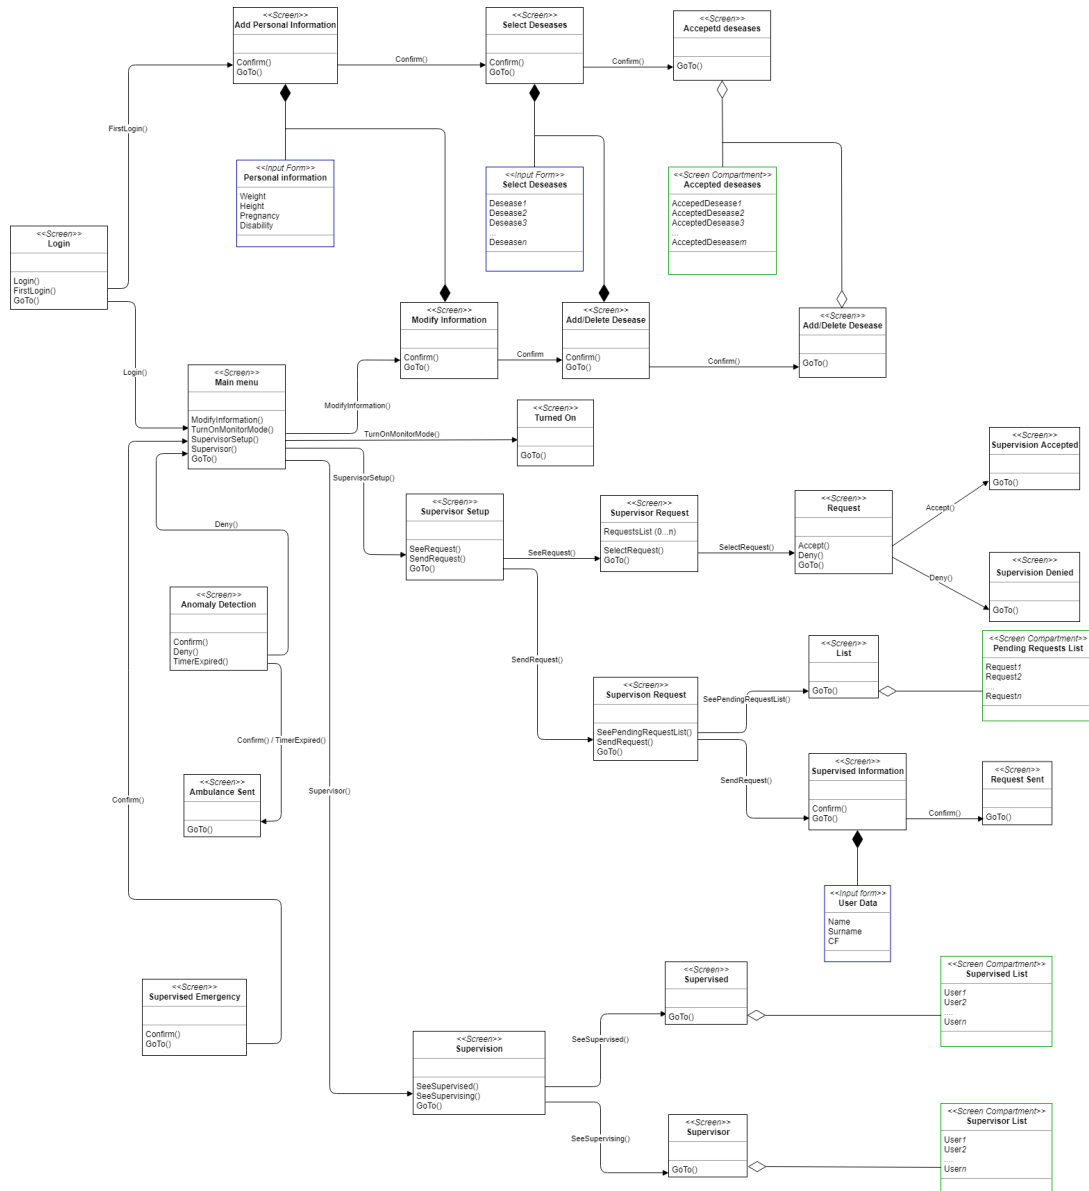 <<Screen>>
Add Personal Information
Confirm()
GoTo()
Confirm()
<<Screen>>
Select Deseases
Confirm()
GoTo()
Confirm()
<<Screen>>
Accepetd deseases
GoTo()
FirstLogin()
<<Input Form>>
Personal information
Weight
Height
Pregnancy
Disability
<<Input Form>>
Select Deseases
Desease1
Desease2
Desease3
...
Deseasen
<<Screen Compartment>>
Accepted deseases
AccepedDesease1
AcceptedDesease2
AcceptedDesease3
...
AcceptedDeseasem
<<Screen>>
Login
Login()
FirstLogin()
GoTo()
Login()
<<Screen>>
Modify Information
Confirm()
GoTo()
Confirm
<<Screen>>
Add/Delete Desease
Confirm()
GoTo()
Confirm()
<<Screen>>
Add/Delete Desease
GoTo()
<<Screen>>
Main menu
ModifyInformation()
TurnOnMonitorMode()
SupervisorSetup()
Supervisor()
GoTo()
ModifyInformation()
TurnOnMonitorMode()
<<Screen>>
Turned On
GoTo()
SupervisorSetup()
<<Screen>>
Supervisor Setup
SeeRequest()
SendRequest()
GoTo()
SeeRequest()
<<Screen>>
Supervisor Request
RequestsList (0...n)
SelectRequest()
GoTo()
SelectRequest()
<<Screen>>
Request
Accept()
Deny()
GoTo()
Accept()
<<Screen>>
Supervision Accepted
GoTo()
Deny()
<<Screen>>
Supervision Denied
GoTo()
Deny()
<<Screen>>
Anomaly Detection
Confirm()
Deny()
TimerExpired()
Confirm() / TimerExpired()
<<Screen>>
Ambulance Sent
GoTo()
Confirm()
Supervisor()
SendRequest()
<<Screen>>
Supervison Request
SeePendingRequestList()
SendRequest()
GoTo()
SeePendingRequestList()
<<Screen>>
List
GoTo()
<<Screen Compartment>>
Pending Requests List
Request1
Request2
....
Requestn
SendRequest()
<<Screen>>
Supervised Information
Confirm()
GoTo()
Confirm()
<<Screen>>
Request Sent
GoTo()
<<Input form>>
User Data
Name
Surname
CF
<<Screen>>
Supervised Emergency
Confirm()
GoTo()
<<Screen>>
Supervision
SeeSupervised()
SeeSupervising()
GoTo()
SeeSupervised()
<<Screen>>
Supervised
GoTo()
<<Screen Compartment>>
Supervised List
User1
User2
....
Usern
SeeSupervising()
<<Screen>>
Supervisor
GoTo()
<<Screen Compartment>>
Supervisor List
User1
User2
....
Usern